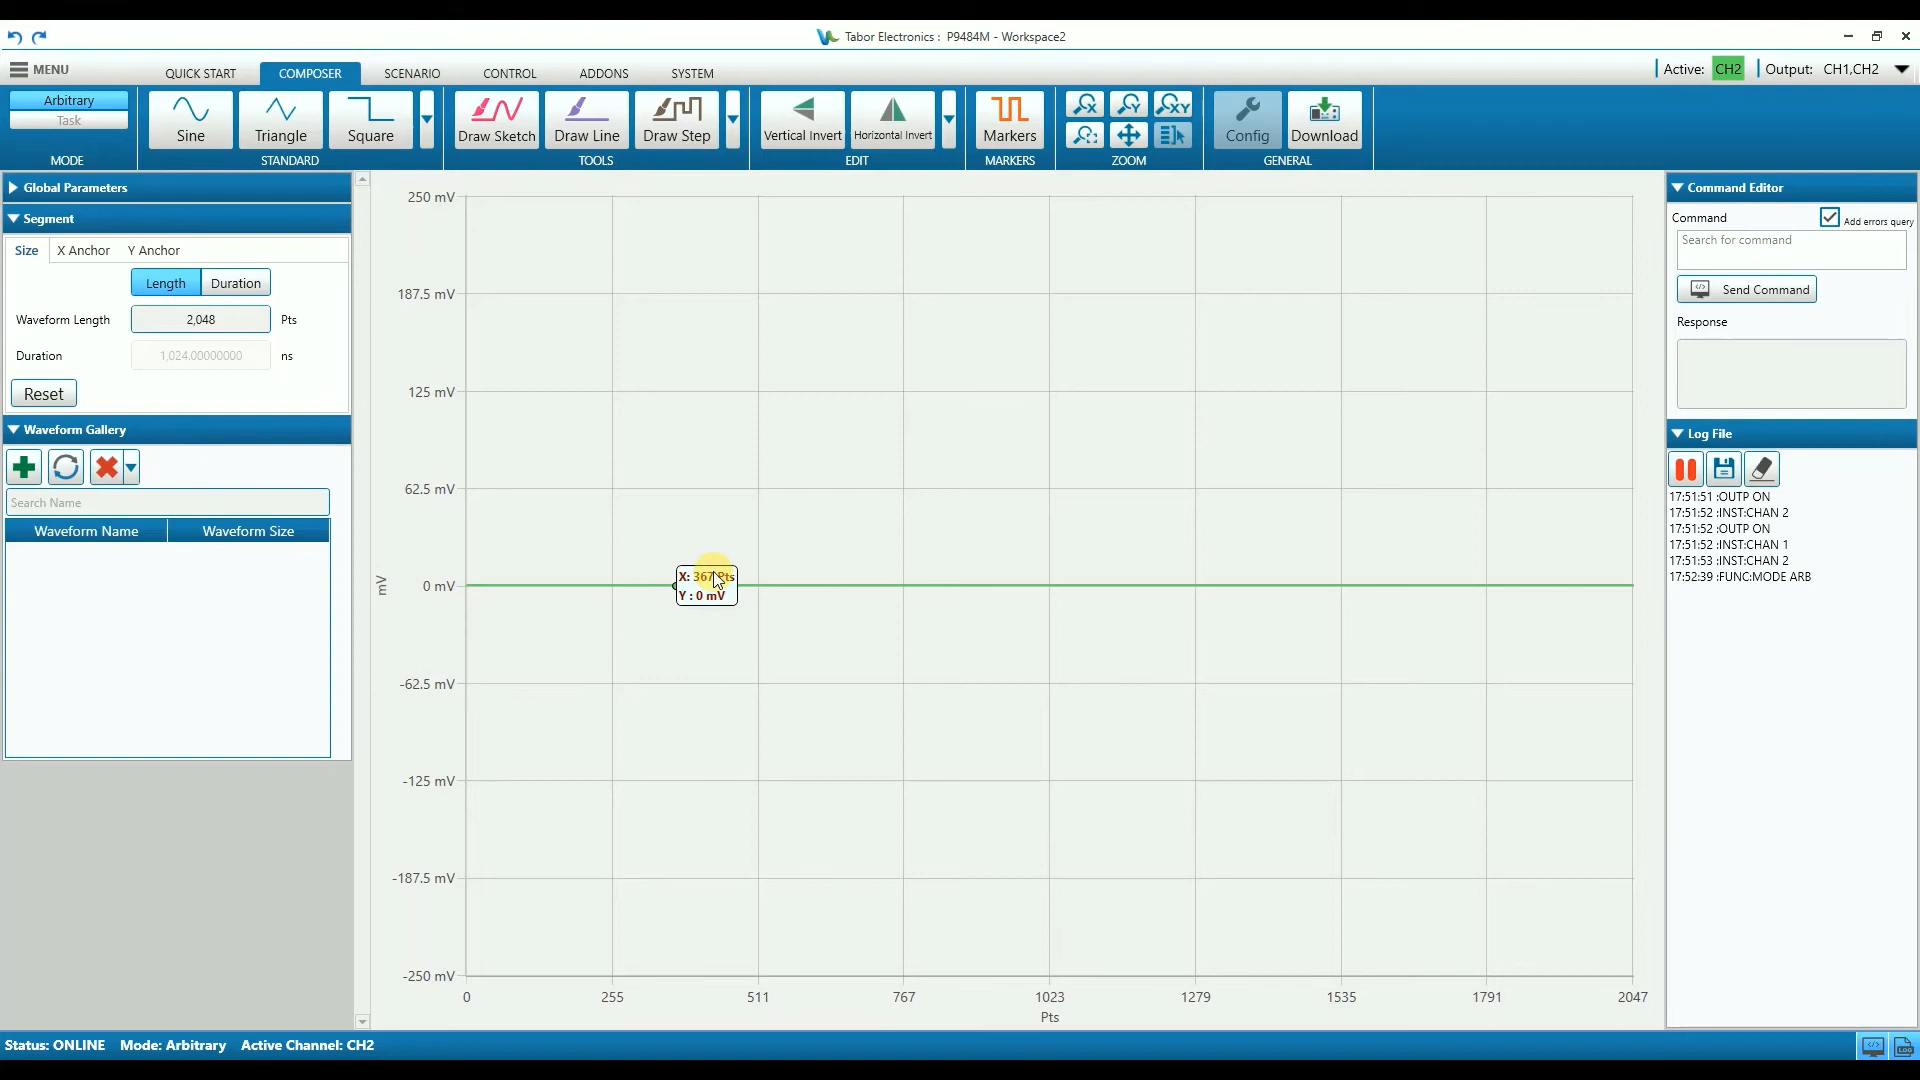 Tabor Electronics : P9484M - Workspace2
MENU
QUICK START
COMPOSER
SCENARIO
CONTROL
ADDONS
SYSTEM
Active: CH2
Output: CH1,CH2
Arbitrary
Task
MODE
Sine
Triangle
Square
STANDARD
Draw Sketch
Draw Line
Draw Step
TOOLS
Vertical Invert
Horizontal Invert
EDIT
Markers
MARKERS
X
Y
XY
ZOOM
Config
Download
GENERAL
Global Parameters
Segment
Size
X Anchor
Y Anchor
Length
Duration
Waveform Length 2,048 Pts
Duration 1,024.00000000 ns
Reset
Waveform Gallery
Search Name
Waveform Name
Waveform Size
250 mV
187.5 mV
125 mV
62.5 mV
0 mV
-62.5 mV
-125 mV
-187.5 mV
-250 mV
mV
X: 367 Pts
Y : 0 mV
0
255
511
767
1023
1279
1535
1791
2047
Pts
Command Editor
Command
Add errors query
Search for command
Send Command
Response
Log File
17:51:51 :OUTP ON
17:51:52 :INST:CHAN 2
17:51:52 :OUTP ON
17:51:52 :INST:CHAN 1
17:51:53 :INST:CHAN 2
17:52:39 :FUNC:MODE ARB
Status: ONLINE
Mode: Arbitrary
Active Channel: CH2
LOG